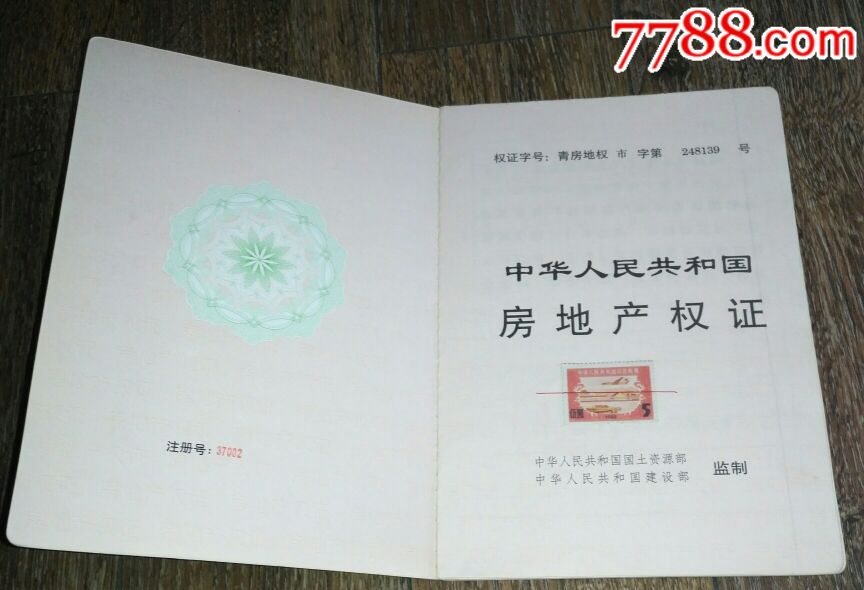 7788.com
权证字号：青房地权 市 字第 248139 号
中华人民共和国
房地产权证
5
中华人民共和国国土资源部
中华人民共和国建设部
监制
注册号：37002